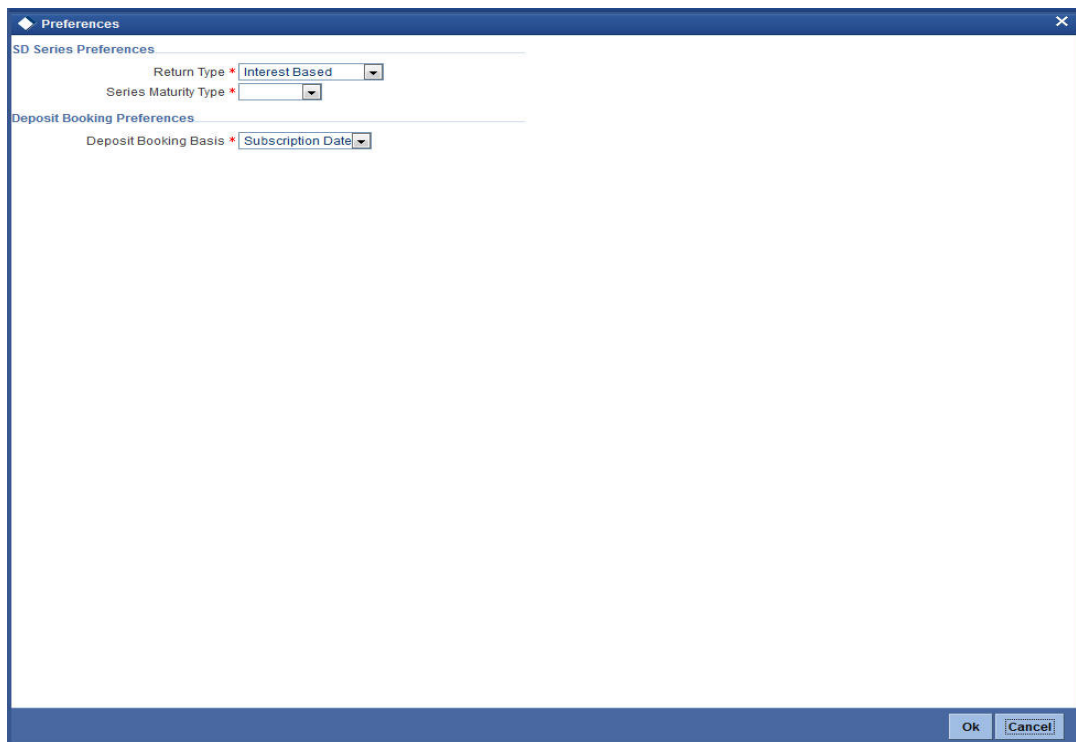 Preferences
SD Series Preferences
Return Type * Interest Based
Series Maturity Type *
Deposit Booking Preferences
Deposit Booking Basis * Subscription Date
Ok Cancel